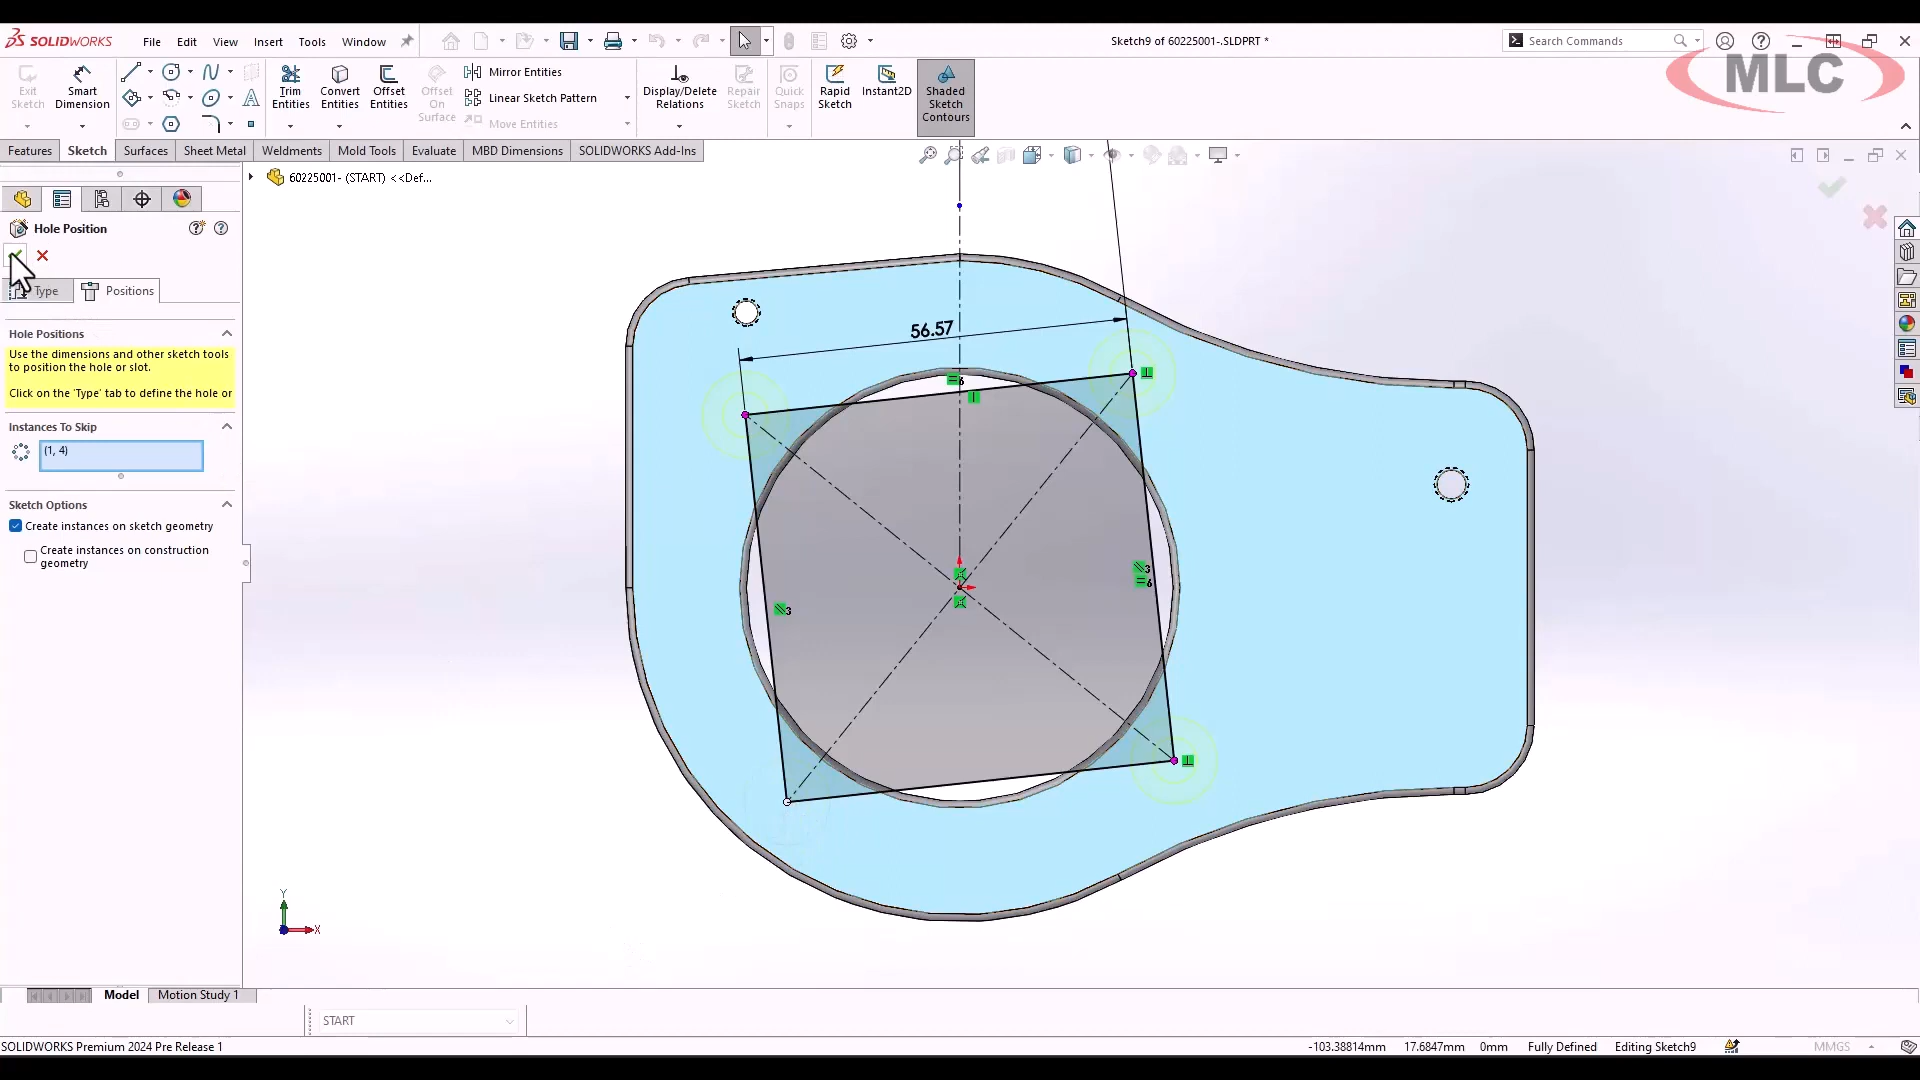 SOLIDWORKS
File
Edit
View
Insert
Tools
Window
Sketch9 of 60225001-.SLDPRT *
Search Commands
MLC
Exit Sketch
Smart Dimension
Trim Entities
Convert Entities
Offset Entities
Offset On Surface
Mirror Entities
Linear Sketch Pattern
Move Entities
Display/Delete Relations
Repair Sketch
Quick Snaps
Rapid Sketch
Instant2D
Shaded Sketch Contours
Features
Sketch
Surfaces
Sheet Metal
Weldments
Mold Tools
Evaluate
MBD Dimensions
SOLIDWORKS Add-Ins
60225001- (START) <<Def...
Hole Position
Type
Positions
Hole Positions
Use the dimensions and other sketch tools
to position the hole or slot.
Click on the 'Type' tab to define the hole or
Instances To Skip
(1, 4)
Sketch Options
Create instances on sketch geometry
Create instances on construction
geometry
56.57
6
3
6
3
Y
X
Model
Motion Study 1
START
SOLIDWORKS Premium 2024 Pre Release 1
-103.38814mm
17.6847mm
0mm
Fully Defined
Editing Sketch9
MMGS